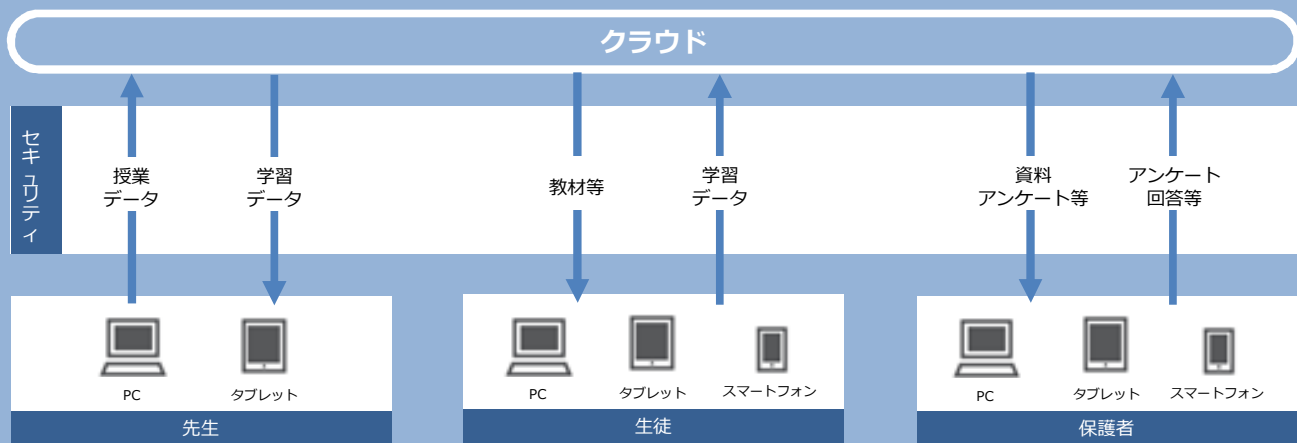 クラウド
セキュリティ
授業
データ
学習
データ
教材等
学習
データ
資料
アンケート等
アンケート
回答等
PC
タブレット
先生
PC
タブレット
スマートフォン
生徒
PC
タブレット
スマートフォン
保護者